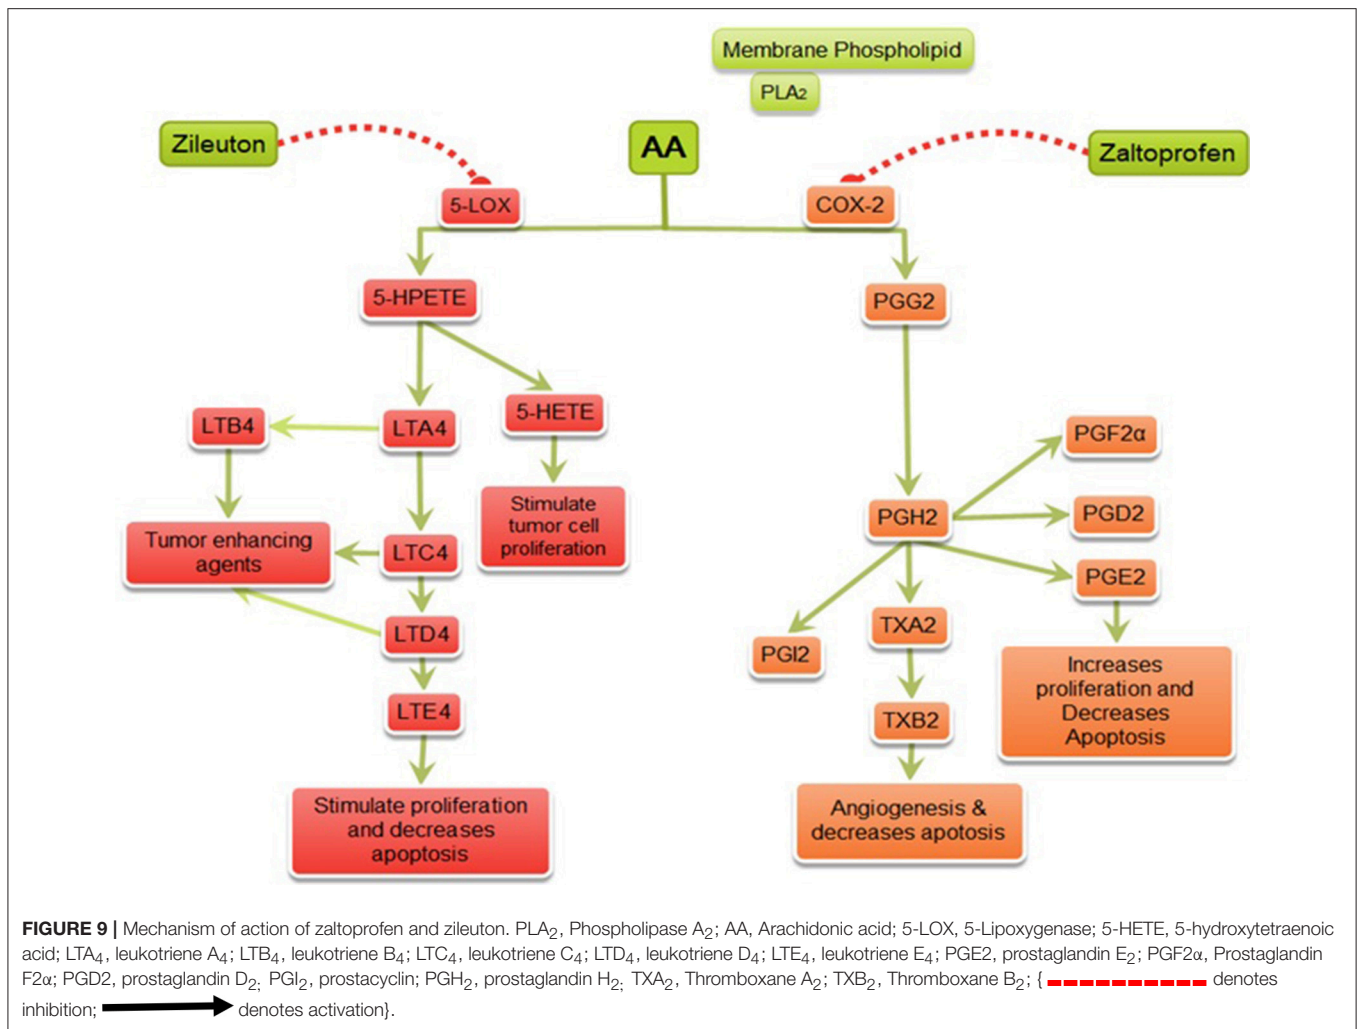 Membrane Phospholipid
PLA2
Zileuton
AA
Zaltoprofen
5-LOX
COX-2
5-HPETE
PGG2
LTB4
LTA4
5-HETE
PGF2α
Stimulate
tumor cell
proliferation
PGH2
PGD2
Tumor enhancing
agents
LTC4
PGE2
LTD4
TXA2
PGI2
Increases
proliferation and
Decreases
Apoptosis
LTE4
TXB2
Stimulate proliferation
and decreases
apoptosis
Angiogenesis &
decreases apotosis
FIGURE 9 | Mechanism of action of zaltoprofen and zileuton. PLA2, Phospholipase A2; AA, Arachidonic acid; 5-LOX, 5-Lipoxygenase; 5-HETE, 5-hydroxytetraenoic
acid; LTA4, leukotriene A4; LTB4, leukotriene B4; LTC4, leukotriene C4; LTD4, leukotriene D4; LTE4, leukotriene E4; PGE2, prostaglandin E2; PGF2α, Prostaglandin
F2α; PGD2, prostaglandin D2; PGI2, prostacyclin; PGH2, prostaglandin H2; TXA2, Thromboxane A2; TXB2, Thromboxane B2; { denotes
inhibition; denotes activation}.